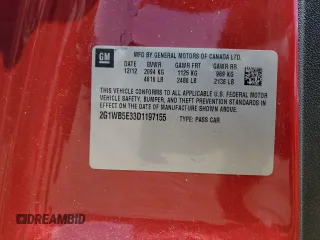 GM
MFD BY GENERAL MOTORS OF CANADA LTD.
DATE GVWR GAWR FRT GAWR RR
12/12 2094 KG 1125 KG 969 KG
4616 LB 2480 LB 2136 LB
THIS VEHICLE CONFORMS TO ALL APPLICABLE U.S. FEDERAL MOTOR
VEHICLE SAFETY, BUMPER, AND THEFT PREVENTION STANDARDS IN
EFFECT ON THE DATE OF MANUFACTURE SHOWN ABOVE.
2G1WB5E33D1197155 TYPE: PASS CAR
DREAMBID